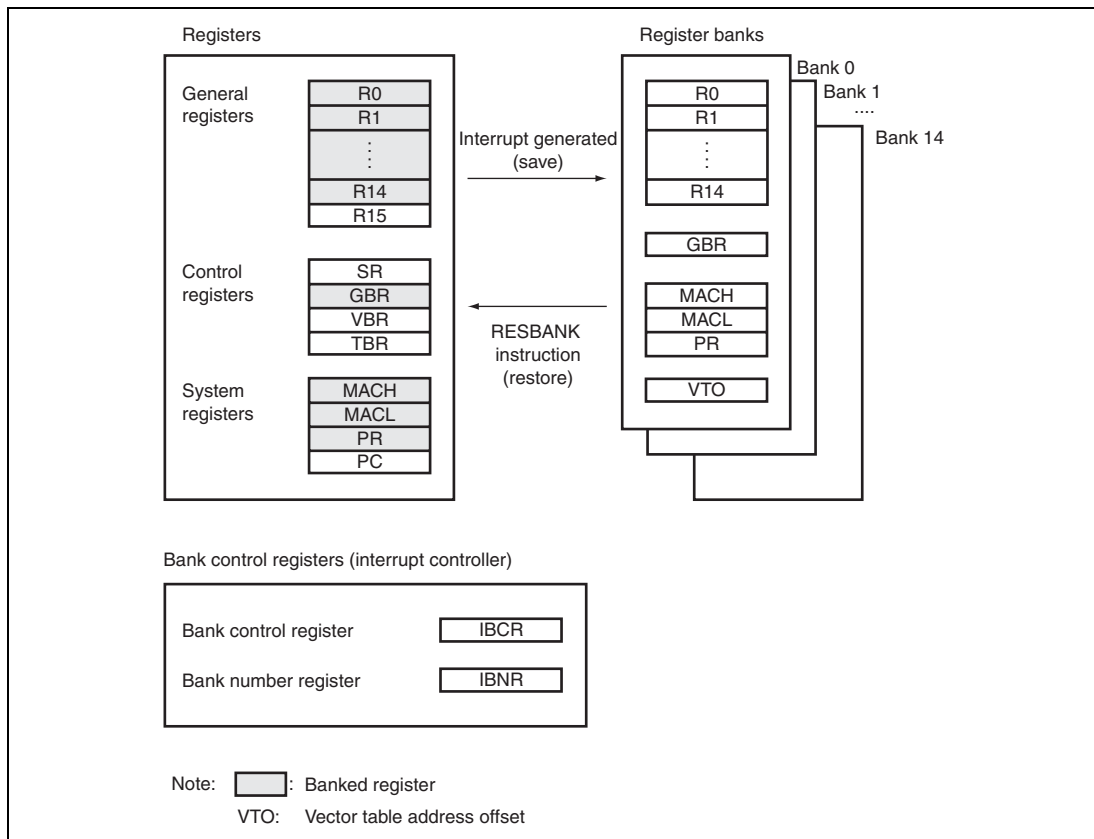 Registers
General
registers
R0
R1
⋮
R14
R15
Control
registers
SR
GBR
VBR
TBR
System
registers
MACH
MACL
PR
PC
Interrupt generated
(save)
RESBANK
instruction
(restore)
Register banks
Bank 0
Bank 1
....
Bank 14
R0
R1
⋮
R14
GBR
MACH
MACL
PR
VTO
Bank control registers (interrupt controller)
Bank control register
IBCR
Bank number register
IBNR
Note: : Banked register
VTO: Vector table address offset